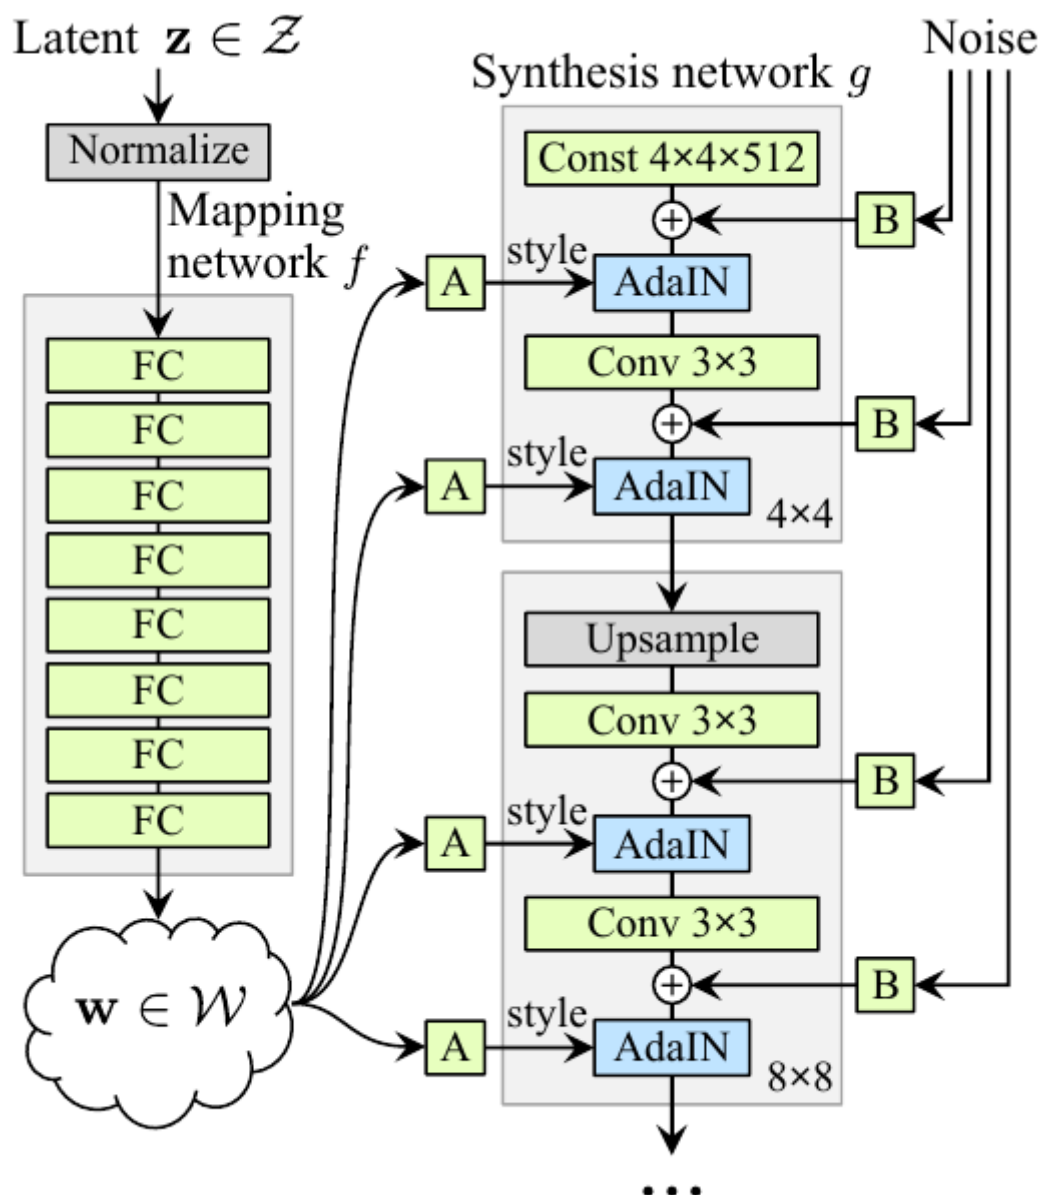 Latent z ∈ 𝒵
Normalize
Mapping
network f
FC
FC
FC
FC
FC
FC
FC
FC
w ∈ 𝒲
Noise
Synthesis network g
Const 4×4×512
+
B
A
style
AdaIN
Conv 3×3
+
B
A
style
AdaIN
4×4
Upsample
Conv 3×3
+
B
A
style
AdaIN
Conv 3×3
+
B
A
style
AdaIN
8×8
...